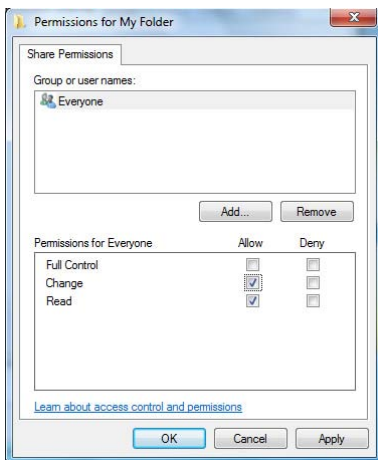 Permissions for My Folder
Share Permissions
Group or user names:
Everyone
Add... Remove
Permissions for Everyone Allow Deny
Full Control
Change
Read
Learn about access control and permissions
OK Cancel Apply